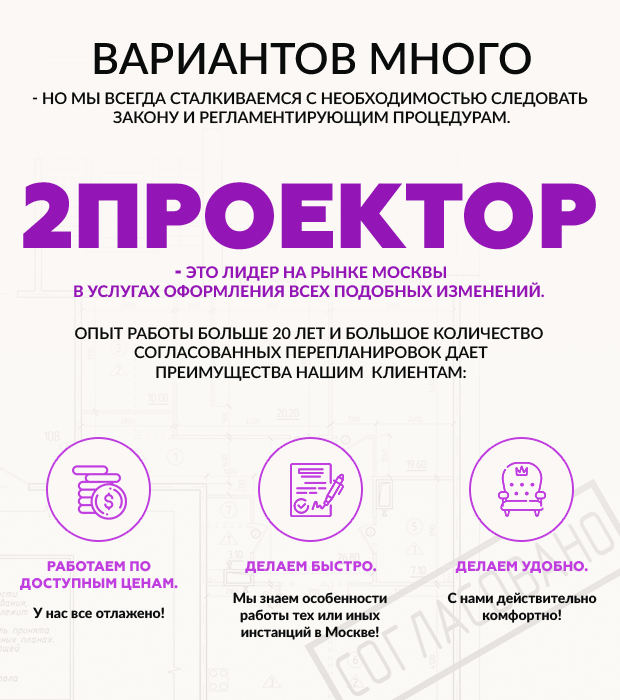 ВАРИАНТОВ МНОГО
- НО МЫ ВСЕГДА СТАЛКИВАЕМСЯ С НЕОБХОДИМОСТЬЮ СЛЕДОВАТЬ
ЗАКОНУ И РЕГЛАМЕНТИРУЮЩИМ ПРОЦЕДУРАМ.
2ПРОЕКТОР
- ЭТО ЛИДЕР НА РЫНКЕ МОСКВЫ
В УСЛУГАХ ОФОРМЛЕНИЯ ВСЕХ ПОДОБНЫХ ИЗМЕНЕНИЙ.
ОПЫТ РАБОТЫ БОЛЬШЕ 20 ЛЕТ И БОЛЬШОЕ КОЛИЧЕСТВО
СОГЛАСОВАННЫХ ПЕРЕПЛАНИРОВОК ДАЕТ
ПРЕИМУЩЕСТВА НАШИМ КЛИЕНТАМ:
РАБОТАЕМ ПО
ДОСТУПНЫМ ЦЕНАМ.
У нас все отлажено!
ДЕЛАЕМ БЫСТРО.
Мы знаем особенности
работы тех или иных
инстанций в Москве!
ДЕЛАЕМ УДОБНО.
С нами действительно
комфортно!
СОГЛАСОВАНО